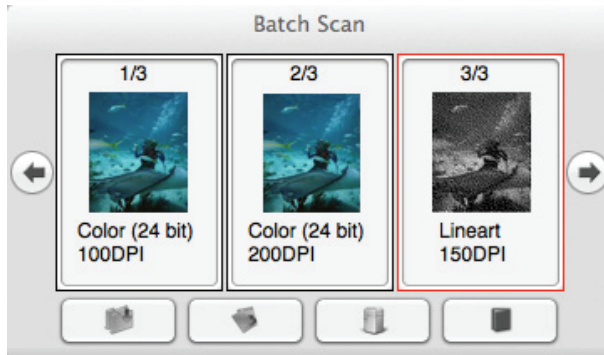 Batch Scan
1/3
Color (24 bit)
100DPI
2/3
Color (24 bit)
200DPI
3/3
Lineart
150DPI